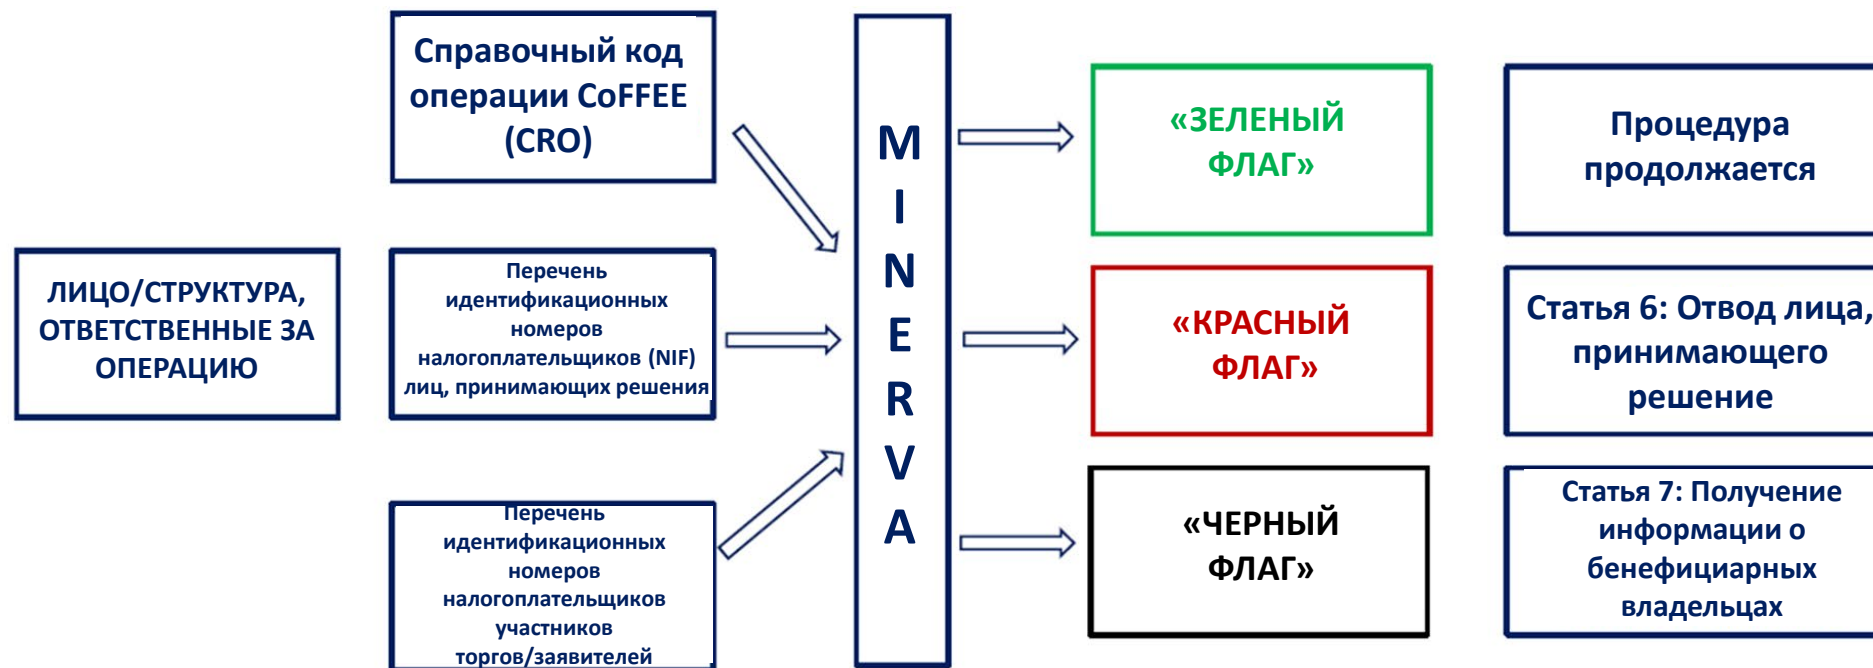 ЛИЦО/СТРУКТУРА,
ОТВЕТСТВЕННЫЕ ЗА
ОПЕРАЦИЮ
Справочный код
операции CoFFEE
(CRO)
Перечень
идентификационных
номеров
налогоплательщиков (NIF)
лиц, принимающих решения
Перечень
идентификационных
номеров
налогоплательщиков
участников
торгов/заявителей
M
I
N
E
R
V
A
«ЗЕЛЕНЫЙ
ФЛАГ»
Процедура
продолжается
«КРАСНЫЙ
ФЛАГ»
Статья 6: Отвод лица,
принимающего
решение
«ЧЕРНЫЙ
ФЛАГ»
Статья 7: Получение
информации о
бенефициарных
владельцах